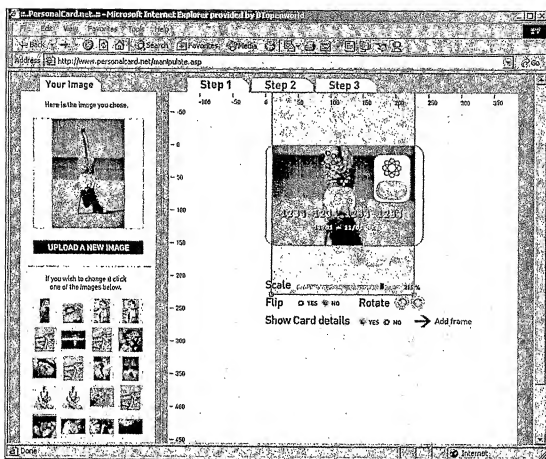 ::.PersonalCard.net.:: - Microsoft Internet Explorer provided by BTopenworld
File Edit View Favorites Tools Help
Back Search Favorites Media
Address http://www.personalcard.net/manipulate.asp Go
Your Image
Here is the image you chose.
UPLOAD A NEW IMAGE
If you wish to change it click
one of the images below.
Step 1 Step 2 Step 3
-100 -50 0 200 250 300 350
-50
0
50
100
150
200
250
300
350
400
450
Scale %
Flip YES NO Rotate
Show Card details YES NO Add frame
Done Internet